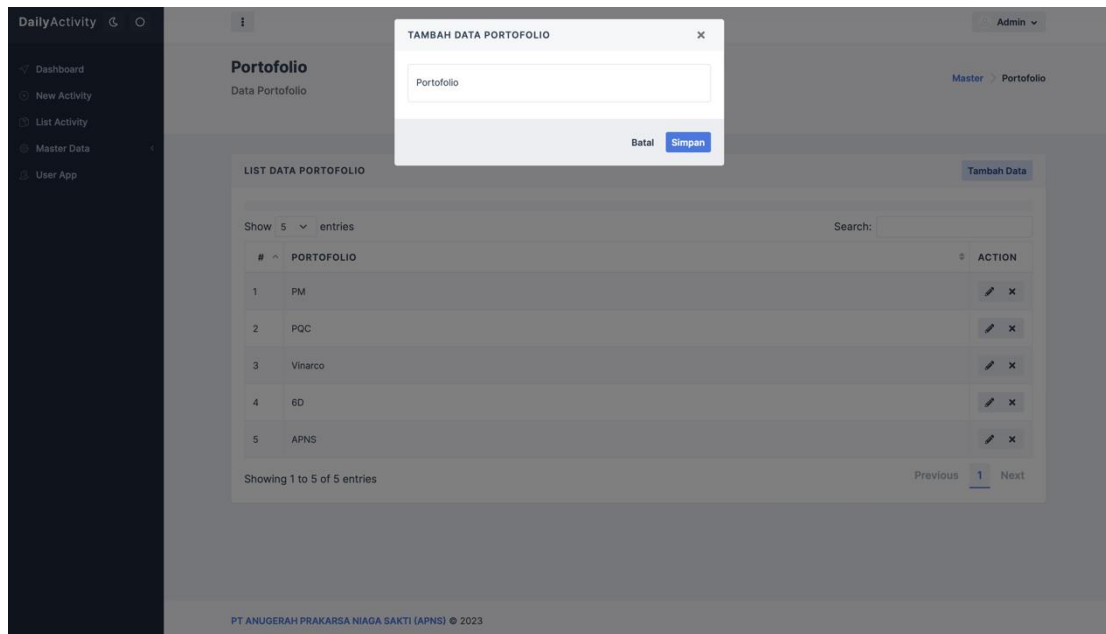 DailyActivity
Admin
Dashboard
New Activity
List Activity
Master Data
User App
Portofolio
Data Portofolio
Master Portofolio
TAMBAH DATA PORTOFOLIO
Portofolio
Batal Simpan
LIST DATA PORTOFOLIO Tambah Data
Show 5 entries Search:
# PORTOFOLIO ACTION
1 PM
2 PQC
3 Vinarco
4 6D
5 APNS
Showing 1 to 5 of 5 entries Previous 1 Next
PT ANUGERAH PRAKARSA NIAGA SAKTI (APNS) © 2023